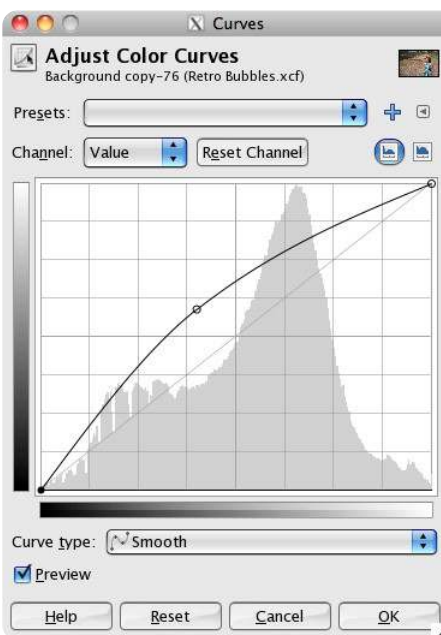 Curves
Adjust Color Curves
Background copy-76 (Retro Bubbles.xcf)
Presets:
Channel: Value Reset Channel
Curve type: Smooth
Preview
Help Reset Cancel OK